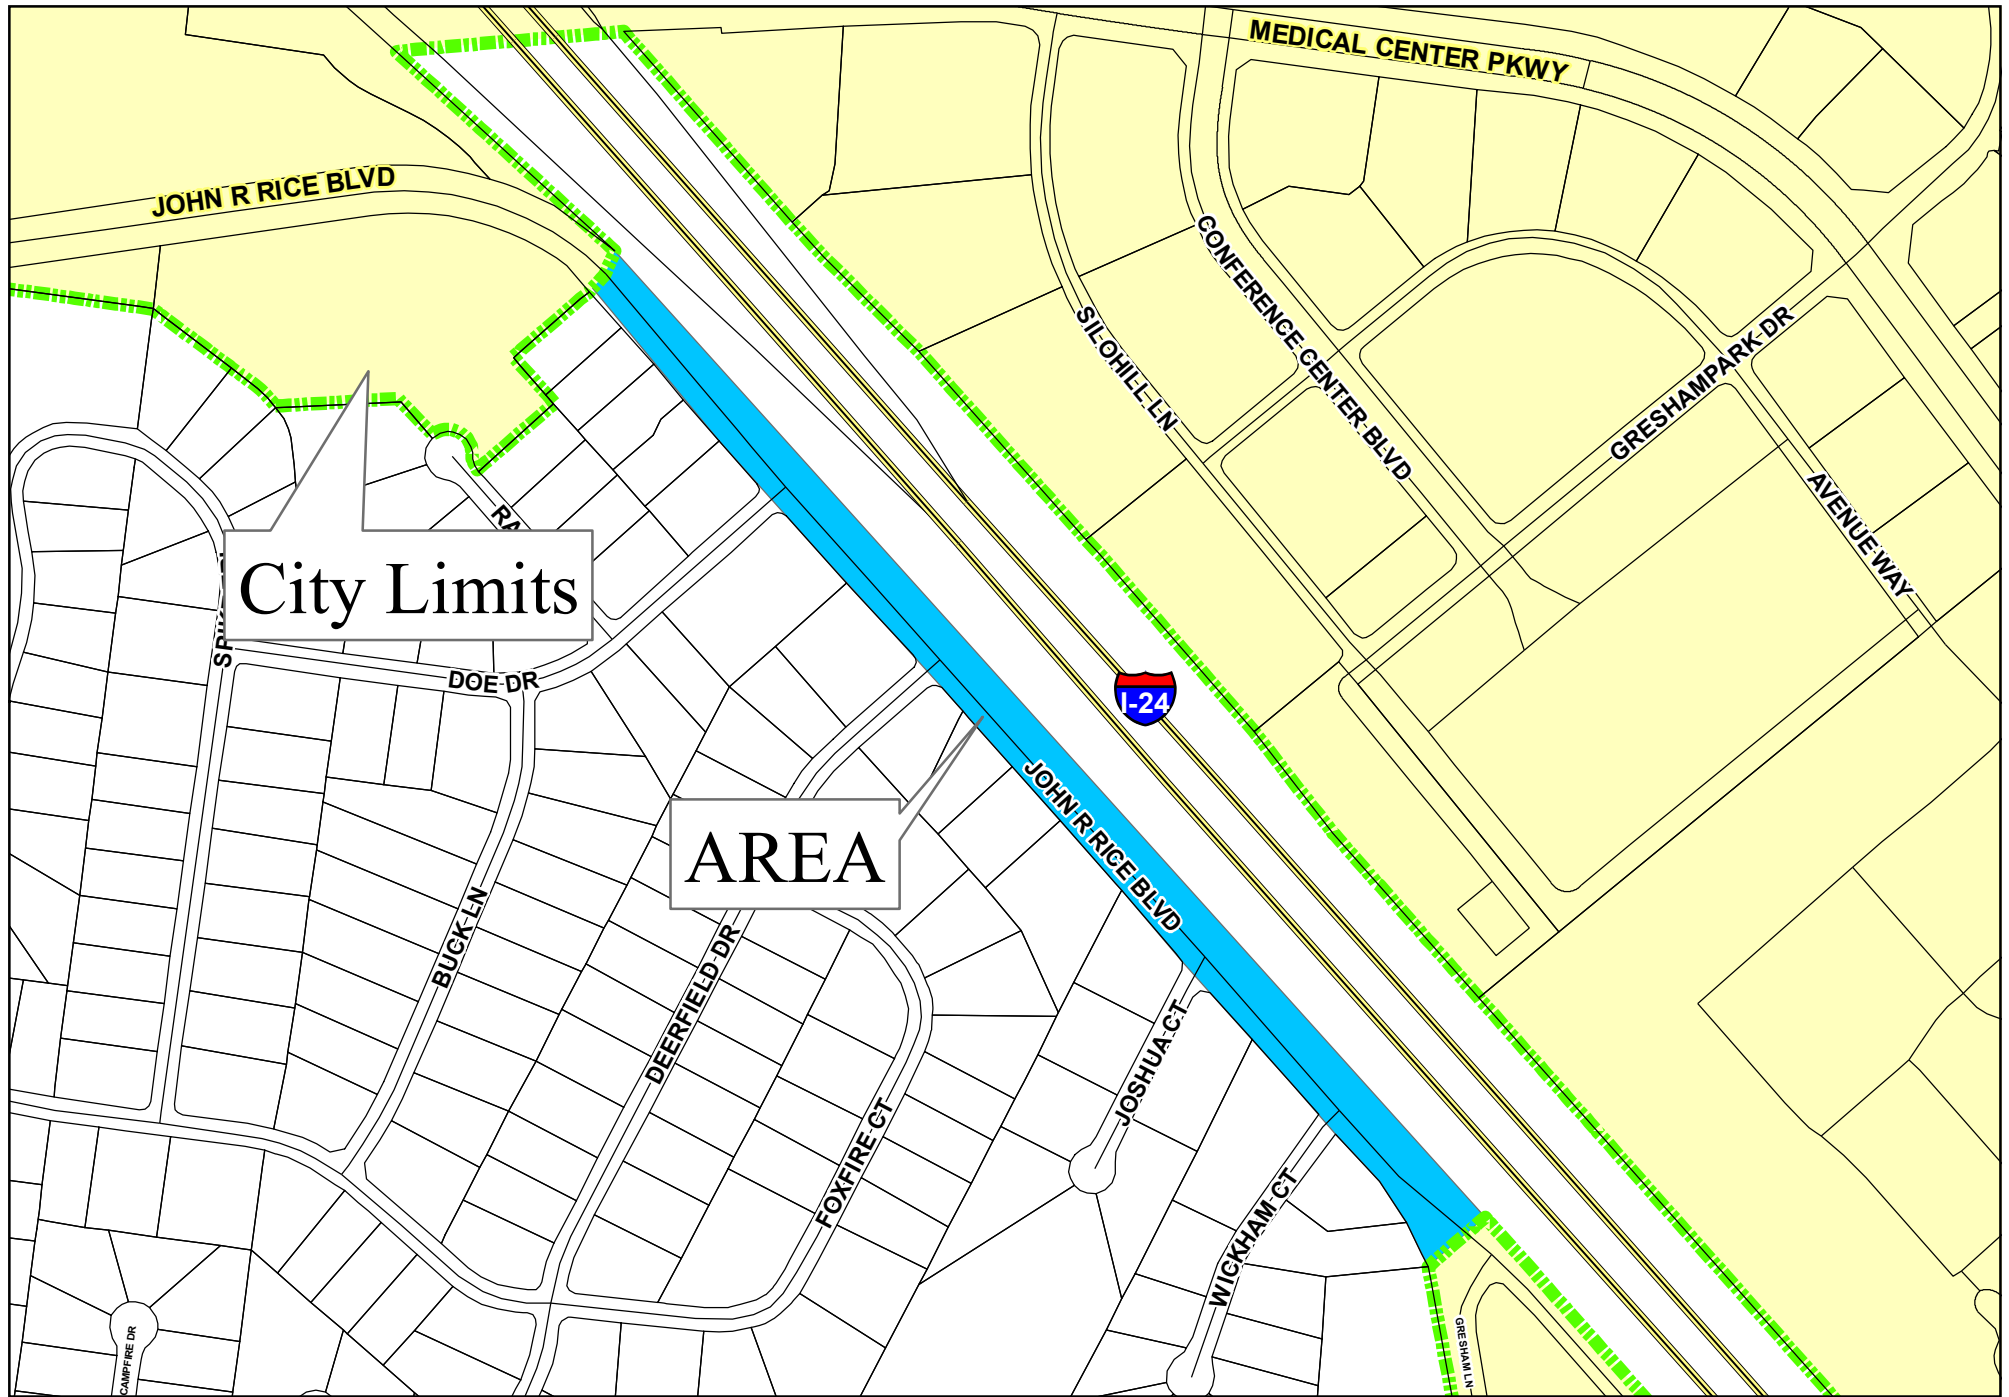 MEDICAL CENTER PKWY
JOHN R RICE BLVD
CONFERENCE CENTER BLVD
SILOHILL LN
GRESHAMPARK DR
AVENUE WAY
RA
City Limits
DOE DR
I-24
JOHN R RICE BLVD
AREA
BUCK LN
DEERFIELD DR
JOSHUA CT
FOXFIRE CT
WICKHAM CT
GRESHAM LN
CAMPFIRE DR